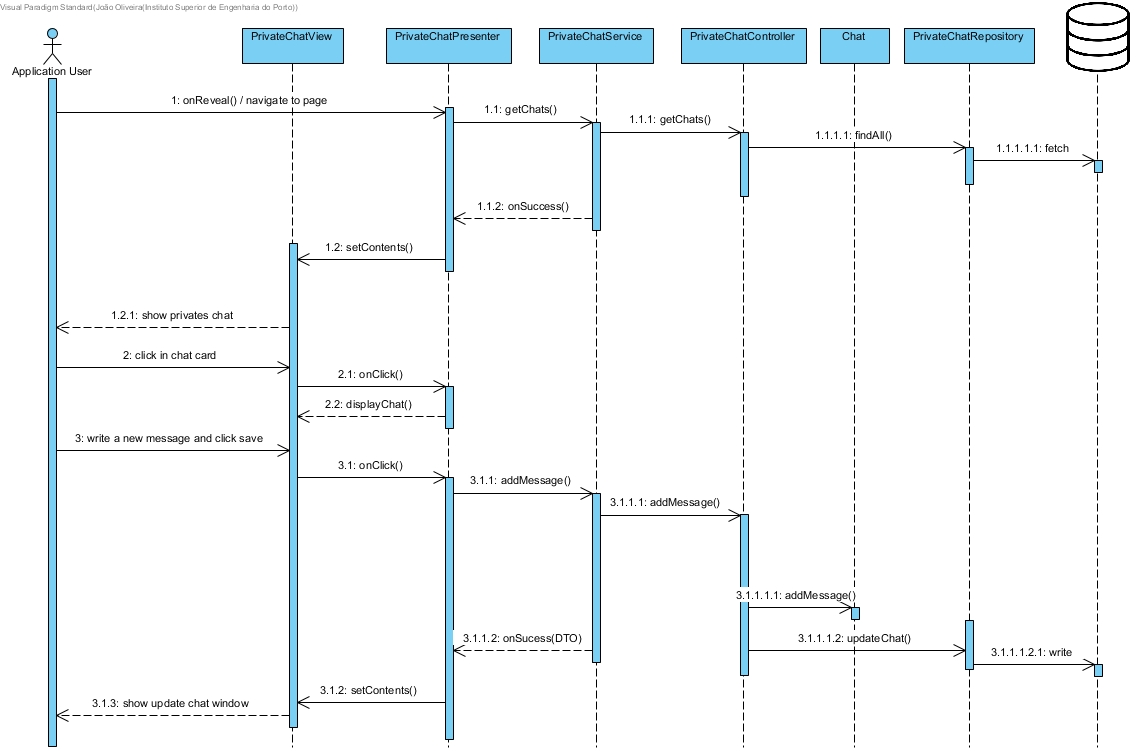 Visual Paradigm Standard(João Oliveira(Instituto Superior de Engenharia do Porto))
Application User
PrivateChatView
PrivateChatPresenter
PrivateChatService
PrivateChatController
Chat
PrivateChatRepository
1: onReveal() / navigate to page
1.1: getChats()
1.1.1: getChats()
1.1.1.1: findAll()
1.1.1.1.1: fetch
1.1.2: onSuccess()
1.2: setContents()
1.2.1: show privates chat
2: click in chat card
2.1: onClick()
2.2: displayChat()
3: write a new message and click save
3.1: onClick()
3.1.1: addMessage()
3.1.1.1: addMessage()
3.1.1.1.1: addMessage()
3.1.1.2: onSucess(DTO)
3.1.1.1.2: updateChat()
3.1.1.1.2.1: write
3.1.2: setContents()
3.1.3: show update chat window